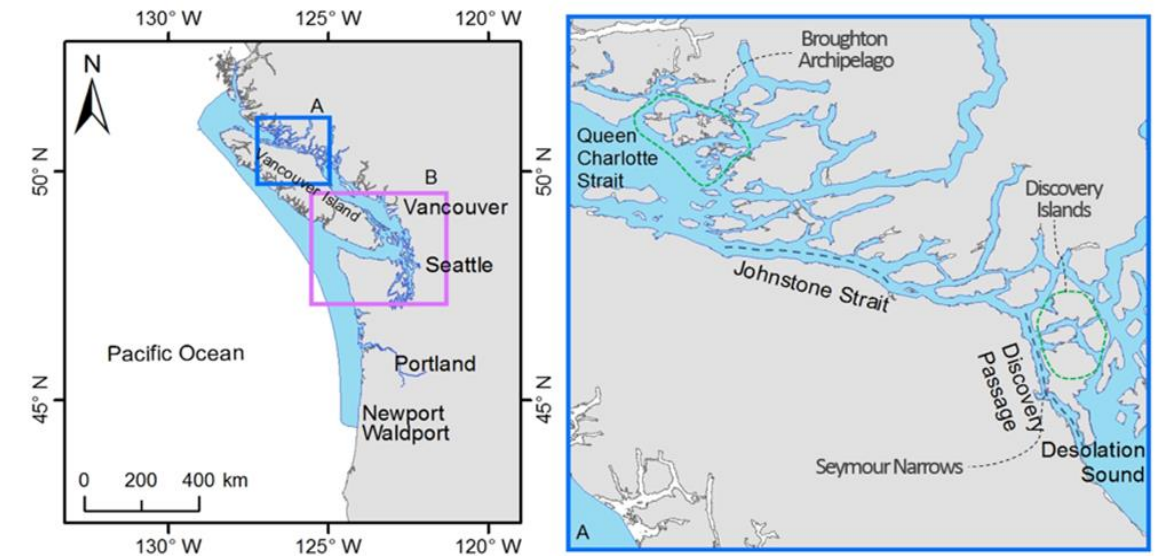 130° W
125° W
120° W
N
A
50° N
50° N
Vancouver Island
B
Vancouver
Seattle
Pacific Ocean
Portland
45° N
45° N
Newport
Waldport
0 200 400 km
130° W
125° W
120° W
Broughton
Archipelago
Queen
Charlotte
Strait
Discovery
Islands
Johnstone Strait
Discovery
Passage
Seymour Narrows
Desolation
Sound
A